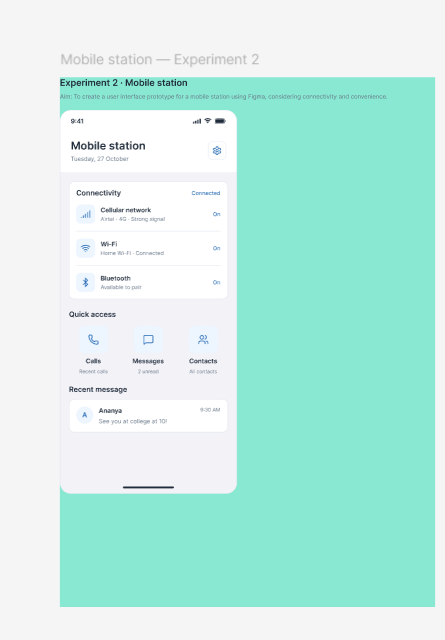 Mobile station — Experiment 2
Experiment 2 · Mobile station
Aim: To create a user interface prototype for a mobile station using Figma, considering connectivity and convenience.
9:41
Mobile station
Tuesday, 27 October
Connectivity
Connected
Cellular network
Airtel · 4G · Strong signal
On
Wi-Fi
Home Wi-Fi · Connected
On
Bluetooth
Available to pair
On
Quick access
Calls
Messages
Contacts
Recent calls
2 unread
All contacts
Recent message
A
Ananya
9:30 AM
See you at college at 10!